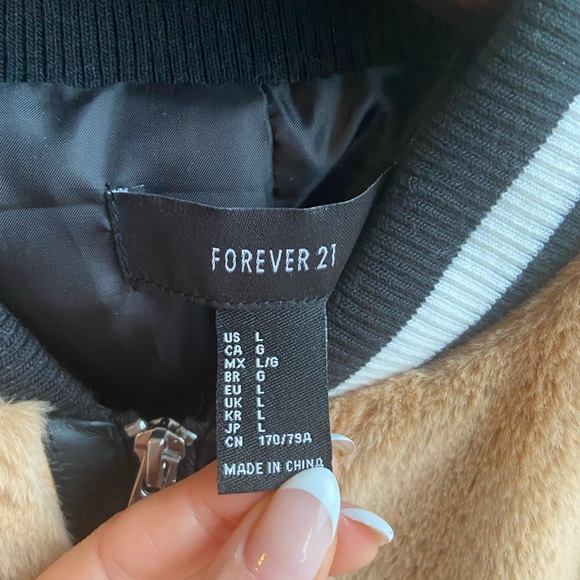 FOREVER 21
US L
CA G
MX L/G
BR G
EU L
UK L
KR L
JP L
CN 170/79A
MADE IN CHINA